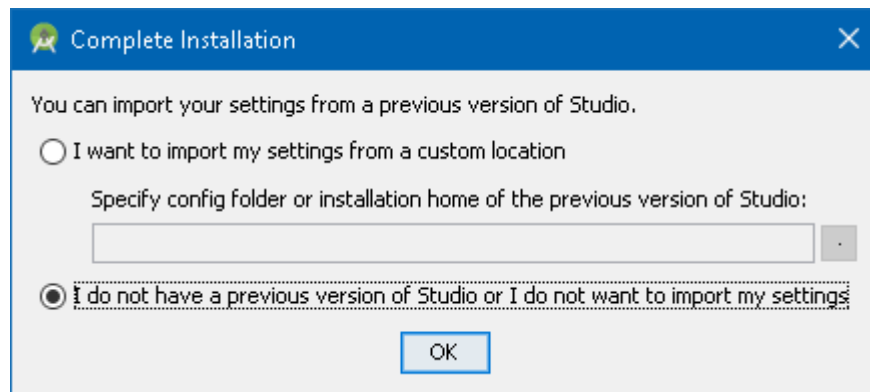 Complete Installation
You can import your settings from a previous version of Studio.
I want to import my settings from a custom location
Specify config folder or installation home of the previous version of Studio:
.
I do not have a previous version of Studio or I do not want to import my settings
OK